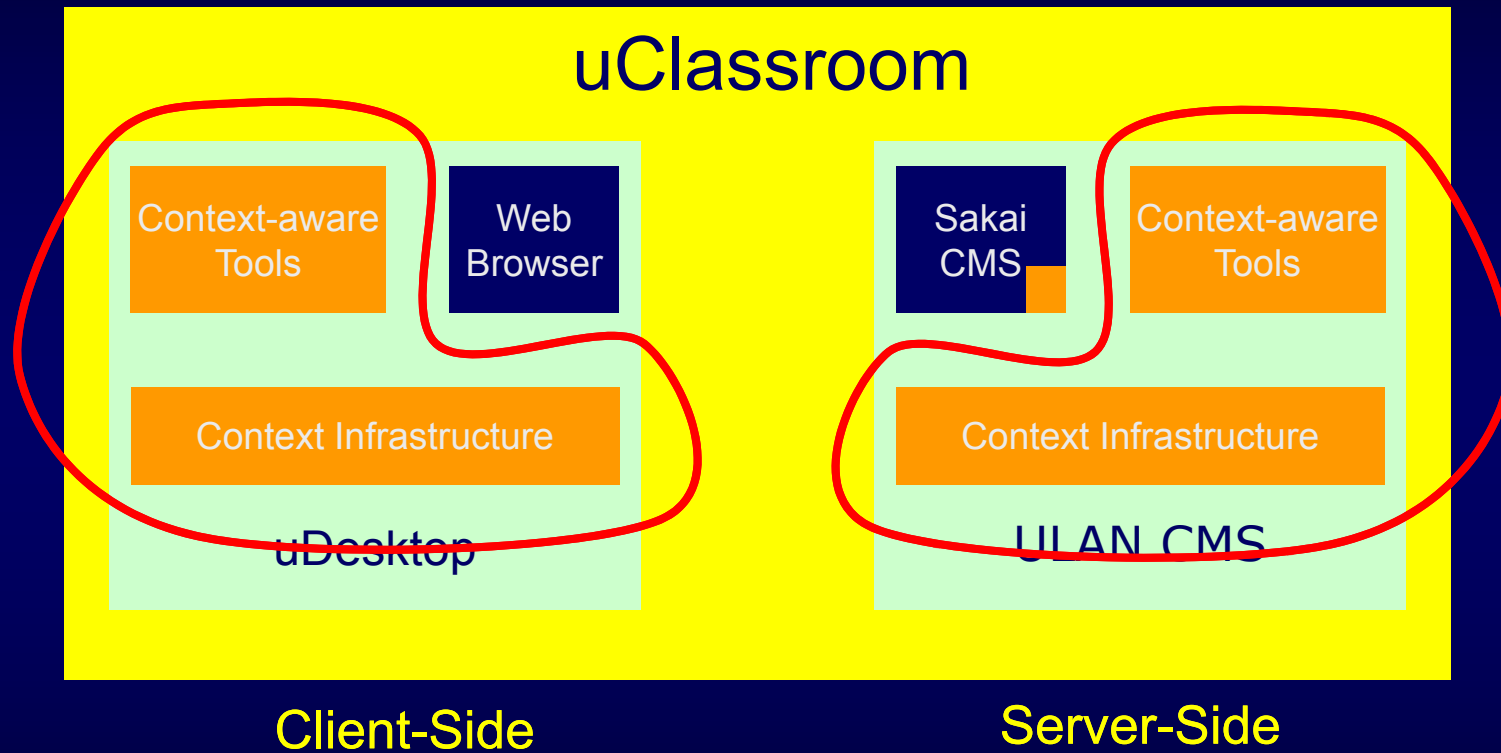 uClassroom
Context-aware
Tools
Web
Browser
Context Infrastructure
uDesktop
Sakai
CMS
Context-aware
Tools
Context Infrastructure
ULAN CMS
Client-Side
Server-Side